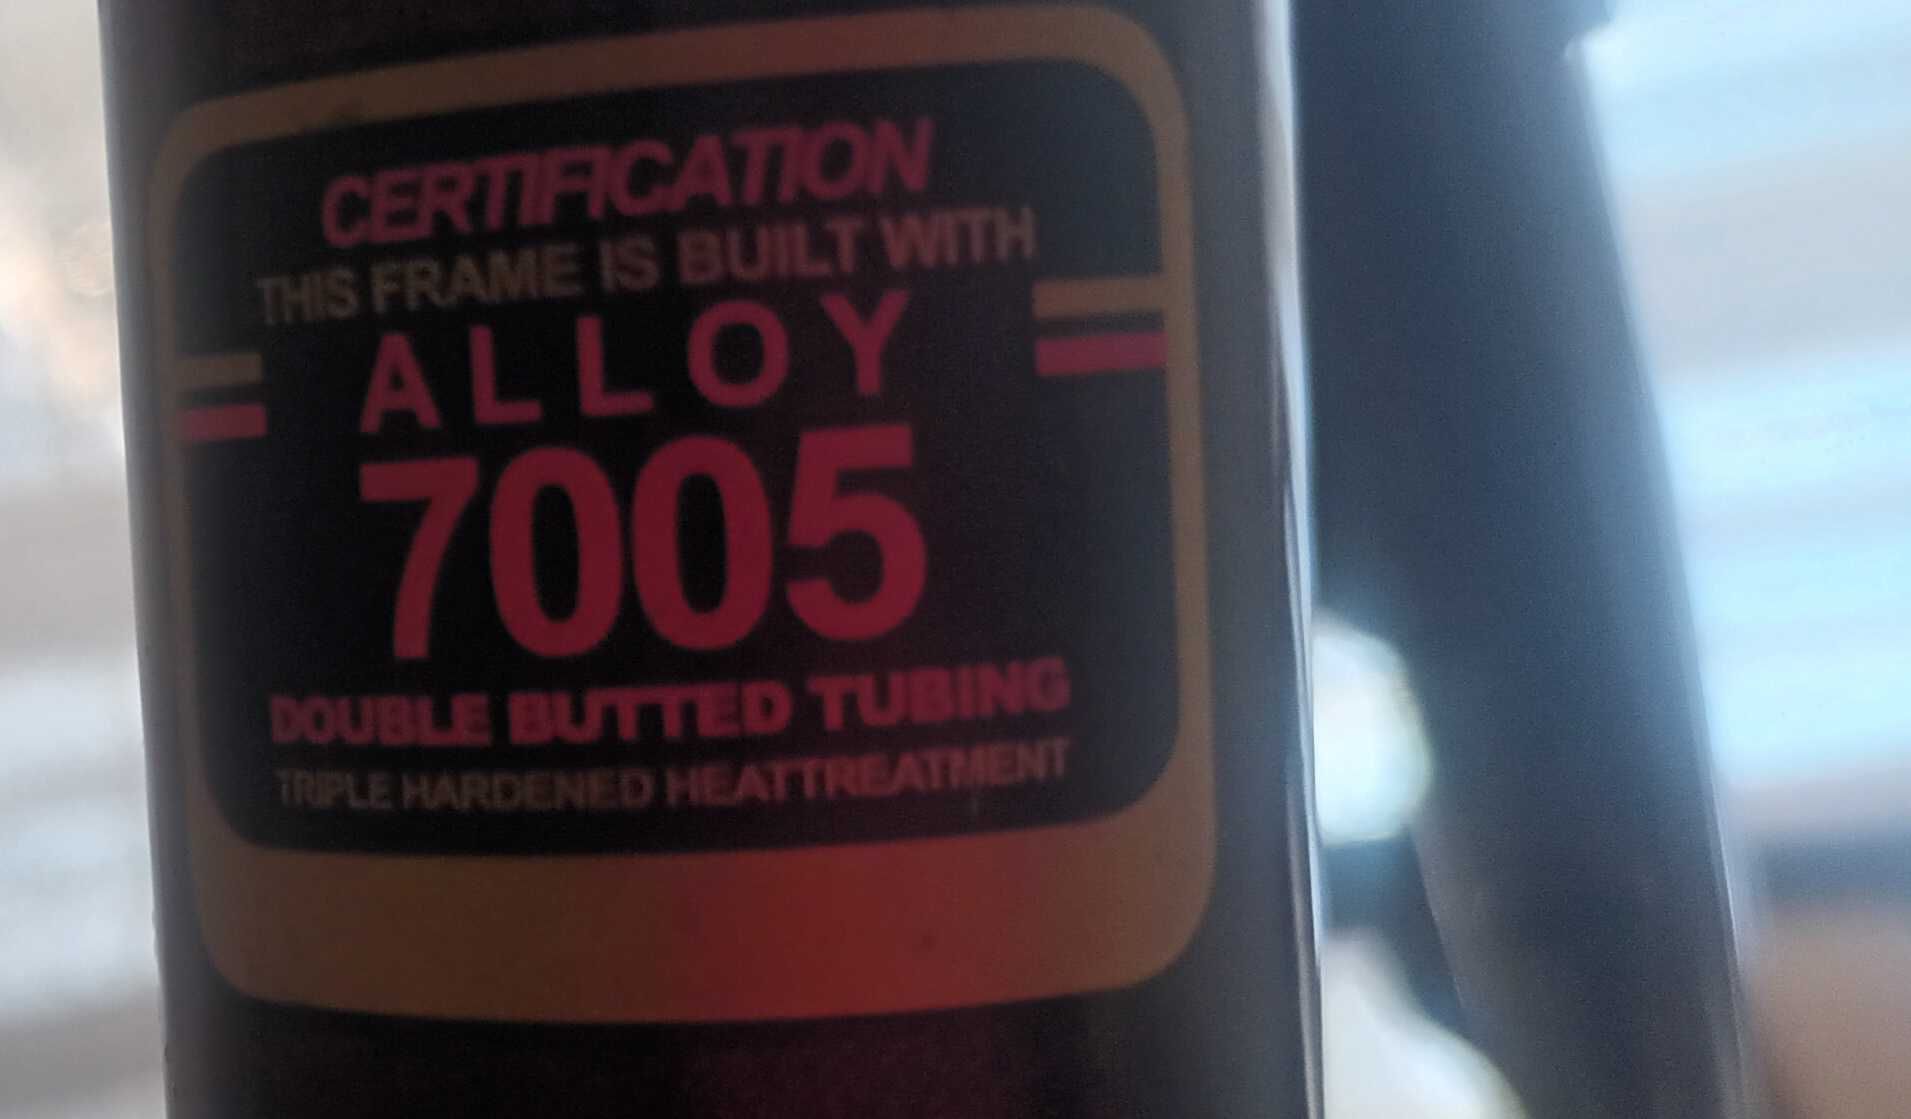 CERTIFICATION
THIS FRAME IS BUILT WITH
ALLOY
7005
DOUBLE BUTTED TUBING
TRIPLE HARDENED HEATTREATMENT